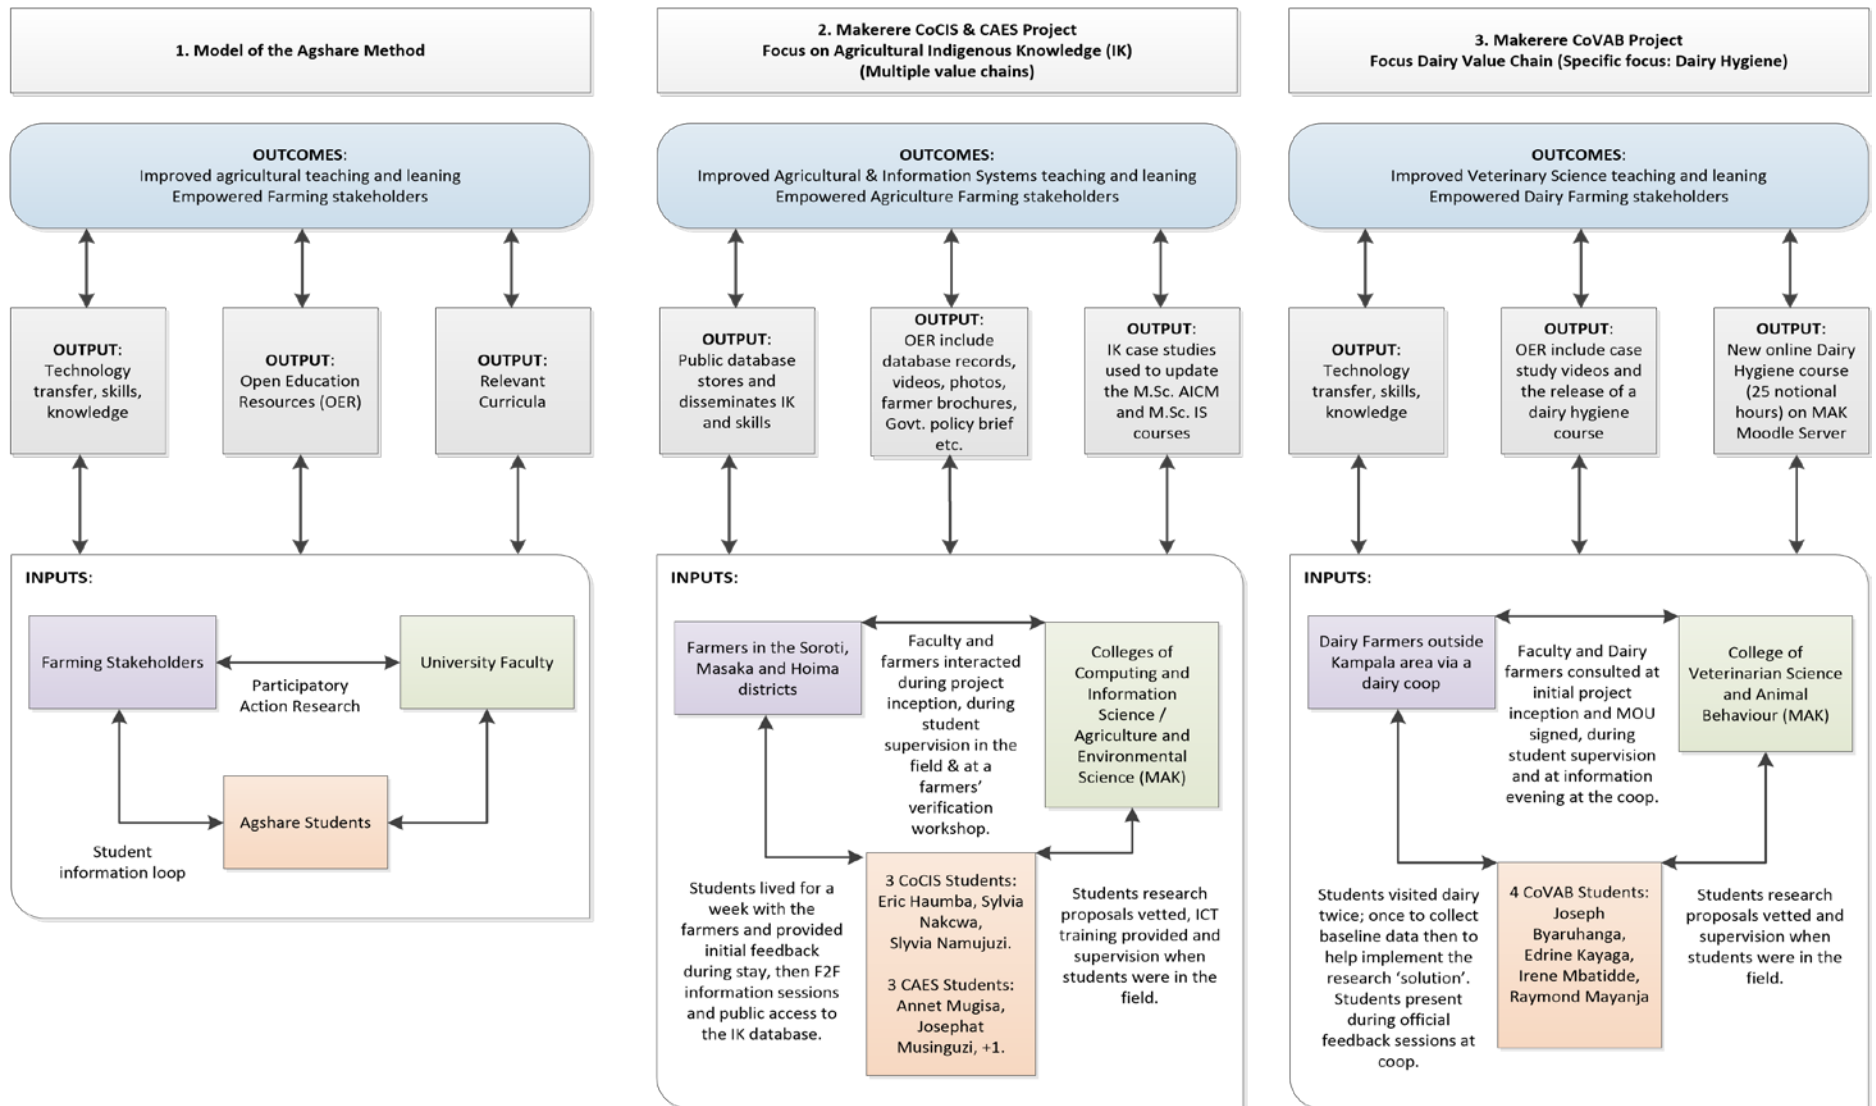 1. Model of the Agshare Method
OUTCOMES:
Improved agricultural teaching and leaning
Empowered Farming stakeholders
OUTPUT:
Technology
transfer, skills,
knowledge
OUTPUT:
Open Education
Resources (OER)
OUTPUT:
Relevant
Curricula
INPUTS:
Farming Stakeholders
University Faculty
Participatory
Action Research
Agshare Students
Student
information loop
2. Makerere CoCIS & CAES Project
Focus on Agricultural Indigenous Knowledge (IK)
(Multiple value chains)
OUTCOMES:
Improved Agricultural & Information Systems teaching and leaning
Empowered Agriculture Farming stakeholders
OUTPUT:
Public database
stores and
disseminates IK
and skills
OUTPUT:
OER include
database records,
videos, photos,
farmer brochures,
Govt. policy brief
etc.
OUTPUT:
IK case studies
used to update
the M.Sc. AICM
and M.Sc. IS
courses
INPUTS:
Farmers in the Soroti,
Masaka and Hoima
districts
Faculty and
farmers interacted
during project
inception, during
student
supervision in the
field & at a
farmers'
verification
workshop.
Colleges of
Computing and
Information
Science /
Agriculture and
Environmental
Science (MAK)
Students lived for a
week with the
farmers and provided
initial feedback
during stay, then F2F
information sessions
and public access to
the IK database.
3 CoCIS Students:
Eric Haumba, Sylvia
Nakcwa,
Slyvia Namujuzi.
3 CAES Students:
Annet Mugisa,
Josephat
Musinguzi, +1.
Students research
proposals vetted, ICT
training provided and
supervision when
students were in the
field.
3. Makerere CoVAB Project
Focus Dairy Value Chain (Specific focus: Dairy Hygiene)
OUTCOMES:
Improved Veterinary Science teaching and leaning
Empowered Dairy Farming stakeholders
OUTPUT:
Technology
transfer, skills,
knowledge
OUTPUT:
OER include case
study videos and
the release of a
dairy hygiene
course
OUTPUT:
New online Dairy
Hygiene course
(25 notional
hours) on MAK
Moodle Server
INPUTS:
Dairy Farmers outside
Kampala area via a
dairy coop
Faculty and Dairy
farmers consulted at
initial project
inception and MOU
signed, during
student supervision
and at information
evening at the coop.
College of
Veterinarian Science
and Animal
Behaviour (MAK)
Students visited dairy
twice; once to collect
baseline data then to
help implement the
research 'solution'.
Students present
during official
feedback sessions at
coop.
4 CoVAB Students:
Joseph
Byaruhanga,
Edrine Kayaga,
Irene Mbatidde,
Raymond Mayanja
Students research
proposals vetted and
supervision when
students were in the
field.